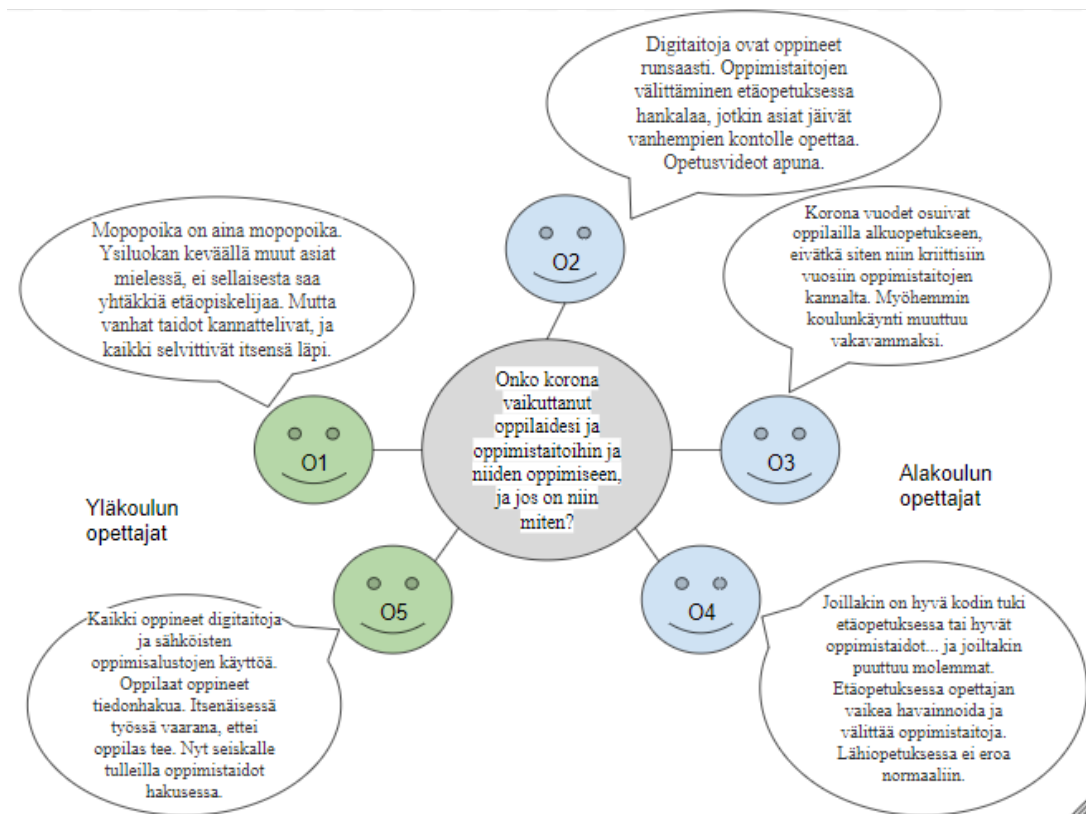 Digitaitoja ovat oppineet
runsaasti. Oppimistaitojen
välittäminen etäopetuksessa
hankalaa, jotkin asiat jäivät
vanhempien kontolle opettaa.
Opetusvideot apuna.
O2
Mopopoika on aina mopopoika.
Ysiluokan keväällä muut asiat
mielessä, ei sellaisesta saa
yhtäkkiä etäopiskelijaa. Mutta
vanhat taidot kannattelivat, ja
kaikki selvittivät itsensä läpi.
O1
Korona vuodet osuivat
oppilailla alkuopetukseen,
eivätkä siten niin kriittisiin
vuosiin oppimistaitojen
kannalta. Myöhemmin
koulunkäynti muuttuu
vakavammaksi.
O3
Onko korona
vaikuttanut
oppilaidesi ja
oppimistaitoihin ja
niiden oppimiseen,
ja jos on niin
miten?
Yläkoulun
opettajat
Alakoulun
opettajat
O5
Kaikki oppineet digitaitoja
ja sähköisten
oppimisalustojen käyttöä.
Oppilaat oppineet
tiedonhakua. Itsenäisessä
työssä vaarana, ettei
oppilas tee. Nyt seiskalle
tulleilla oppimistaidot
hakusessa.
O4
Joillakin on hyvä kodin tuki
etäopetuksessa tai hyvät
oppimistaidot... ja joiltakin
puuttuu molemmat.
Etäopetuksessa opettajan
vaikea havainnoida ja
välittää oppimistaitoja.
Lähiopetuksessa ei eroa
normaaliin.